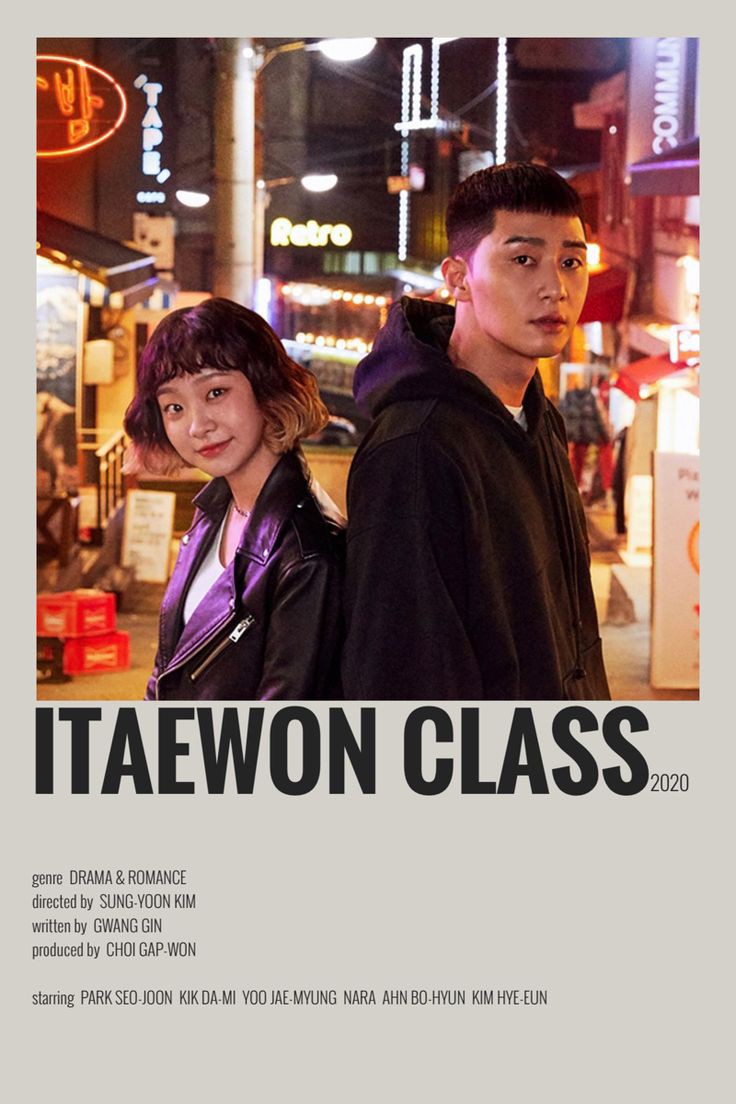 밤
'TAPE,
Retro
COMMUN
ITAEWON CLASS 2020
genre DRAMA & ROMANCE
directed by SUNG-YOON KIM
written by GWANG GIN
produced by CHOI GAP-WON
starring PARK SEO-JOON KIK DA-MI YOO JAE-MYUNG NARA AHN BO-HYUN KIM HYE-EUN